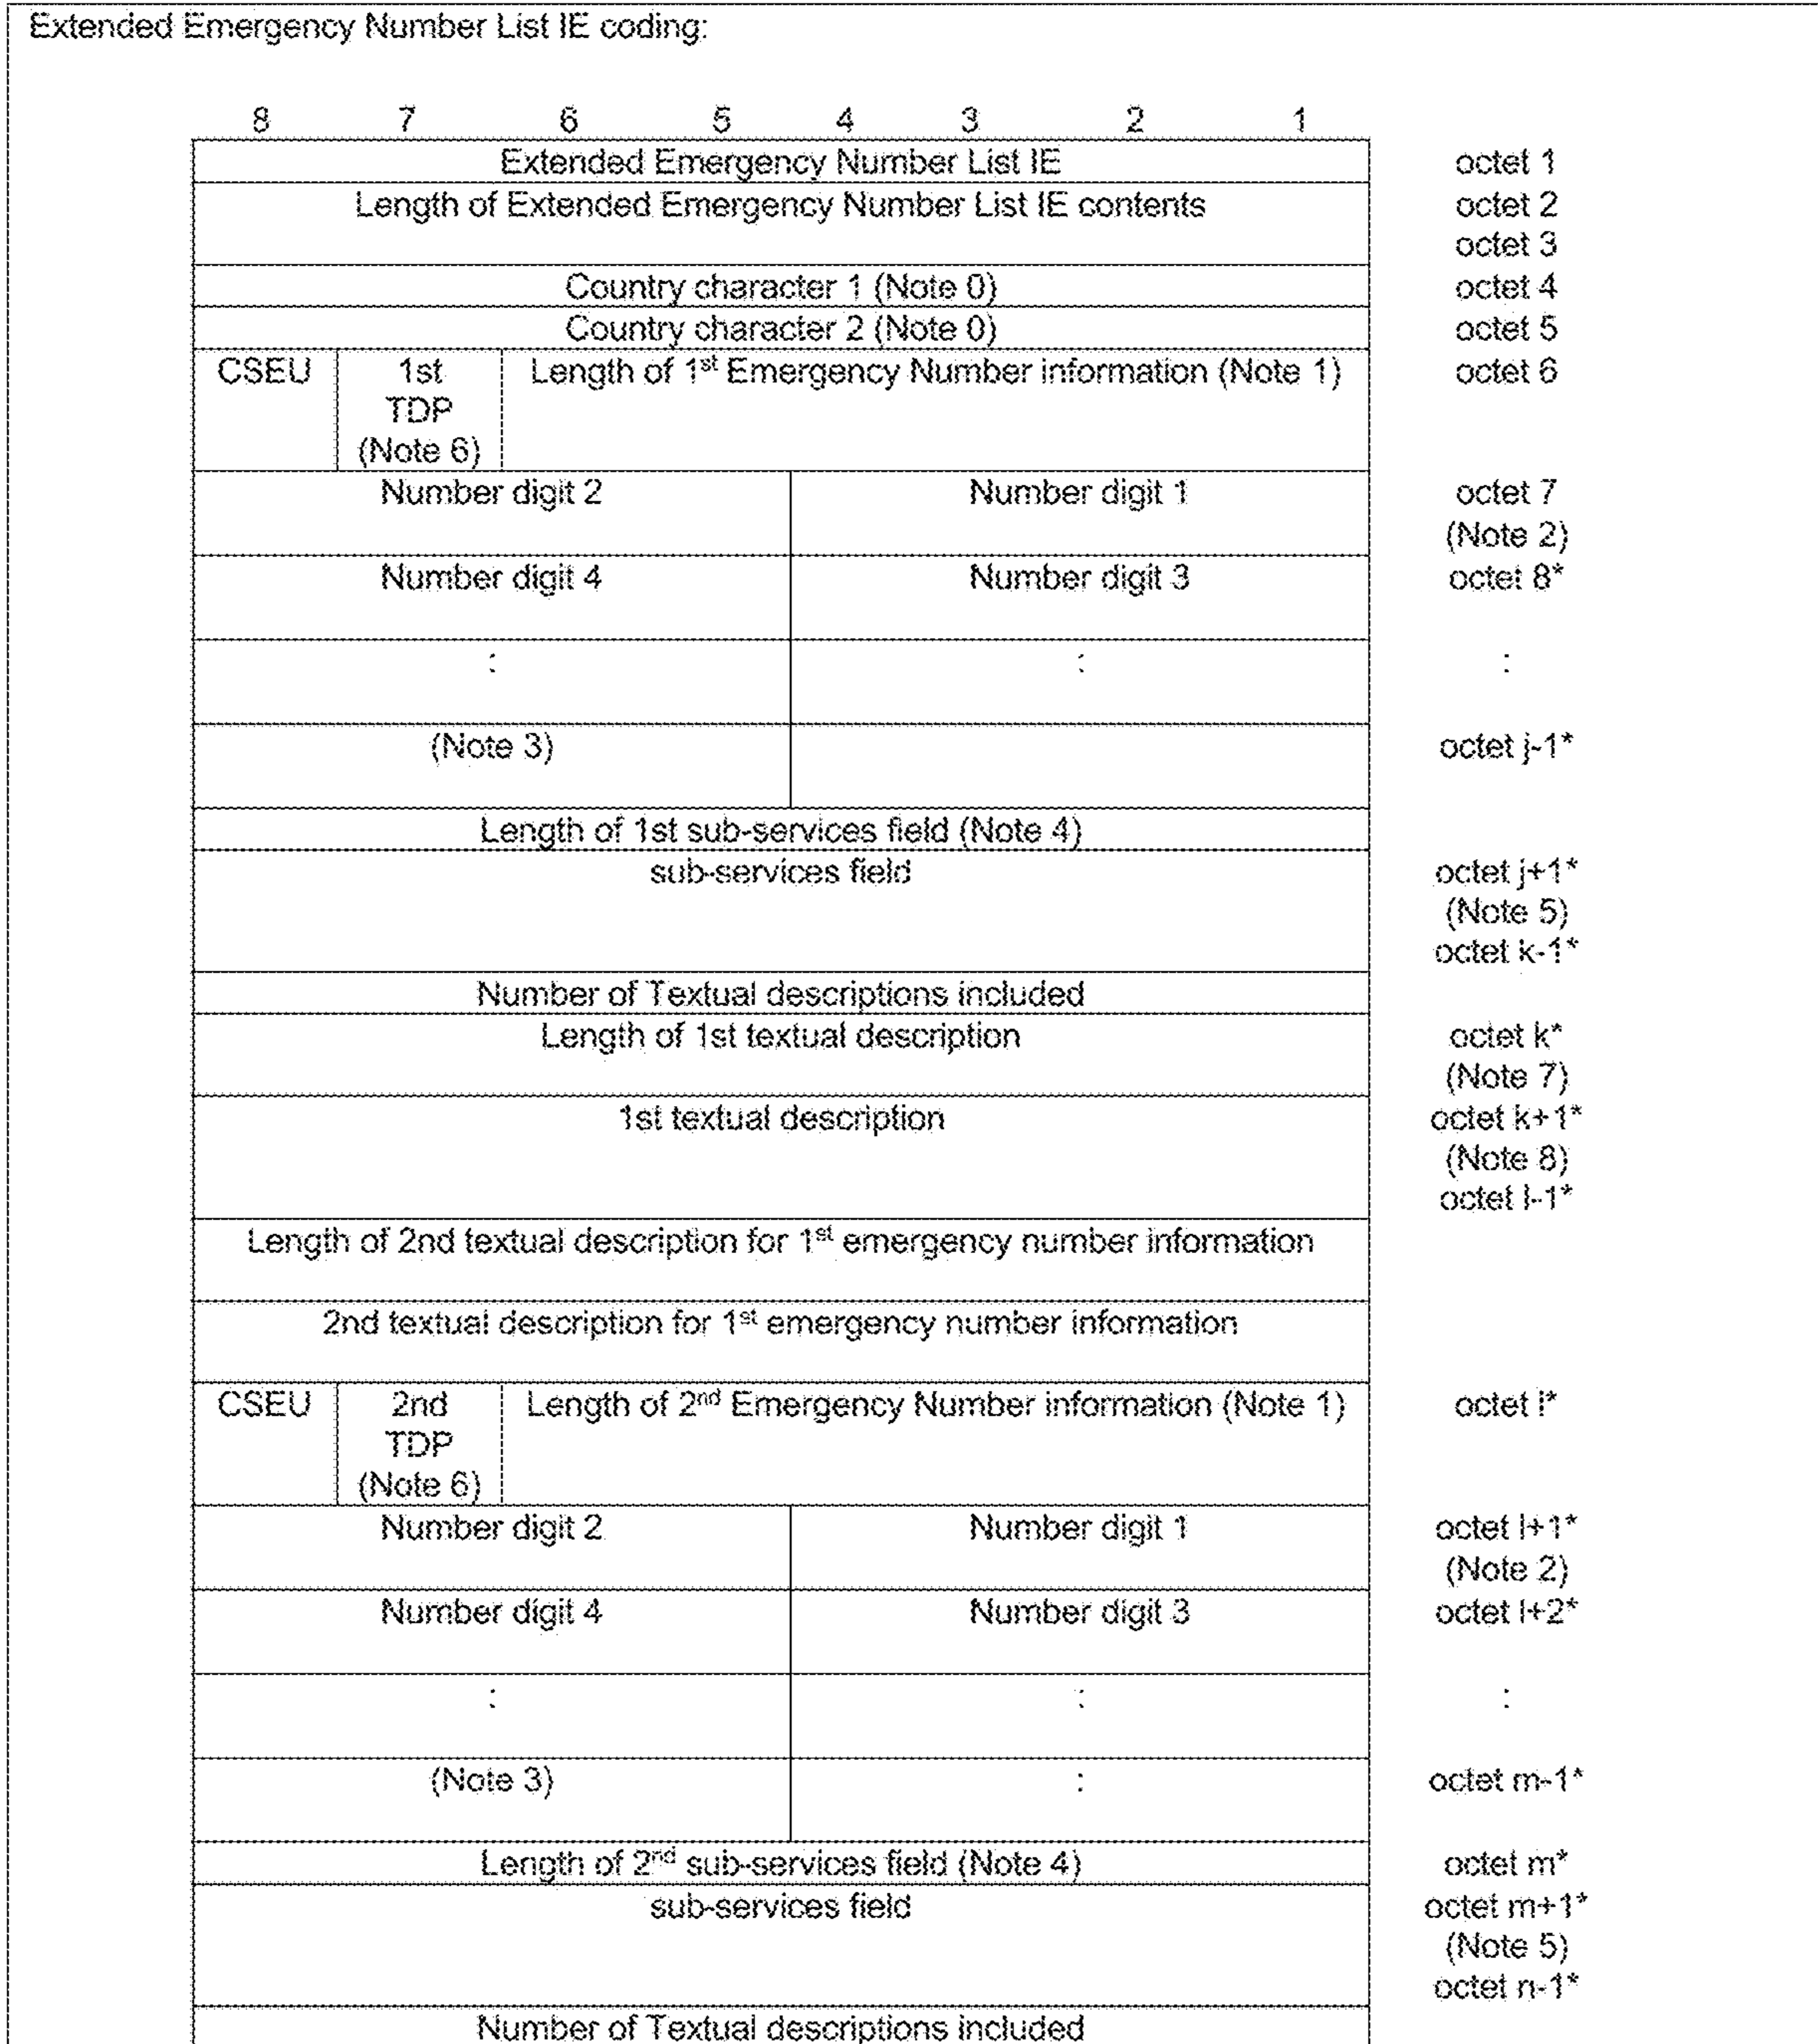 Extended Emergency Number List IE coding:
8 7 6 5 4 3 2 1
Extended Emergency Number List IE octet 1
Length of Extended Emergency Number List IE contents octet 2
octet 3
Country character 1 (Note 0) octet 4
Country character 2 (Note 0) octet 5
CSEU 1st Length of 1st Emergency Number information (Note 1) octet 6
TDP
(Note 6)
Number digit 2 Number digit 1 octet 7
(Note 2)
Number digit 4 Number digit 3 octet 8*
: : :
(Note 3) octet j-1*
Length of 1st sub-services field (Note 4)
sub-services field octet j+1*
(Note 5)
octet k-1*
Number of Textual descriptions included
Length of 1st textual description octet k*
(Note 7)
1st textual description octet k+1*
(Note 8)
octet l-1*
Length of 2nd textual description for 1st emergency number information
2nd textual description for 1st emergency number information
CSEU 2nd Length of 2nd Emergency Number information (Note 1) octet l*
TDP
(Note 6)
Number digit 2 Number digit 1 octet l+1*
(Note 2)
Number digit 4 Number digit 3 octet l+2*
: : :
(Note 3) : octet m-1*
Length of 2nd sub-services field (Note 4) octet m*
sub-services field octet m+1*
(Note 5)
octet n-1*
Number of Textual descriptions included